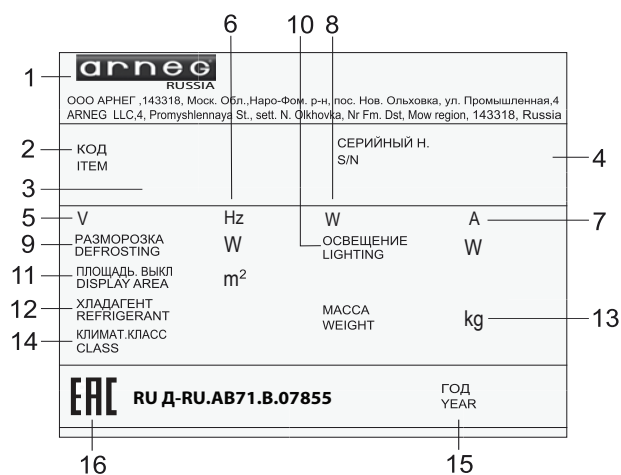 6 10 8
1 arneg
RUSSIA
ООО АРНЕГ ,143318, Моск. Обл.,Наро-Фом. р-н, пос. Нов. Ольховка, ул. Промышленная,4
ARNEG LLC,4, Promyshlennaya St., sett. N. Olkhovka, Nr Fm. Dst, Mow region, 143318, Russia
СЕРИЙНЫЙ Н.
2 КОД
S/N 4
ITEM
3
5 V Hz W A 7
9 РАЗМОРОЗКА W 10 ОСВЕЩЕНИЕ W
DEFROSTING LIGHTING
11 ПЛОЩАДЬ. ВЫКЛ m²
DISPLAY AREA
12 ХЛАДАГЕНТ МАССА kg 13
REFRIGERANT WEIGHT
14 КЛИМАТ.КЛАСС
CLASS
EAC RU Д-RU.АВ71.В.07855 ГОД
YEAR
16 15